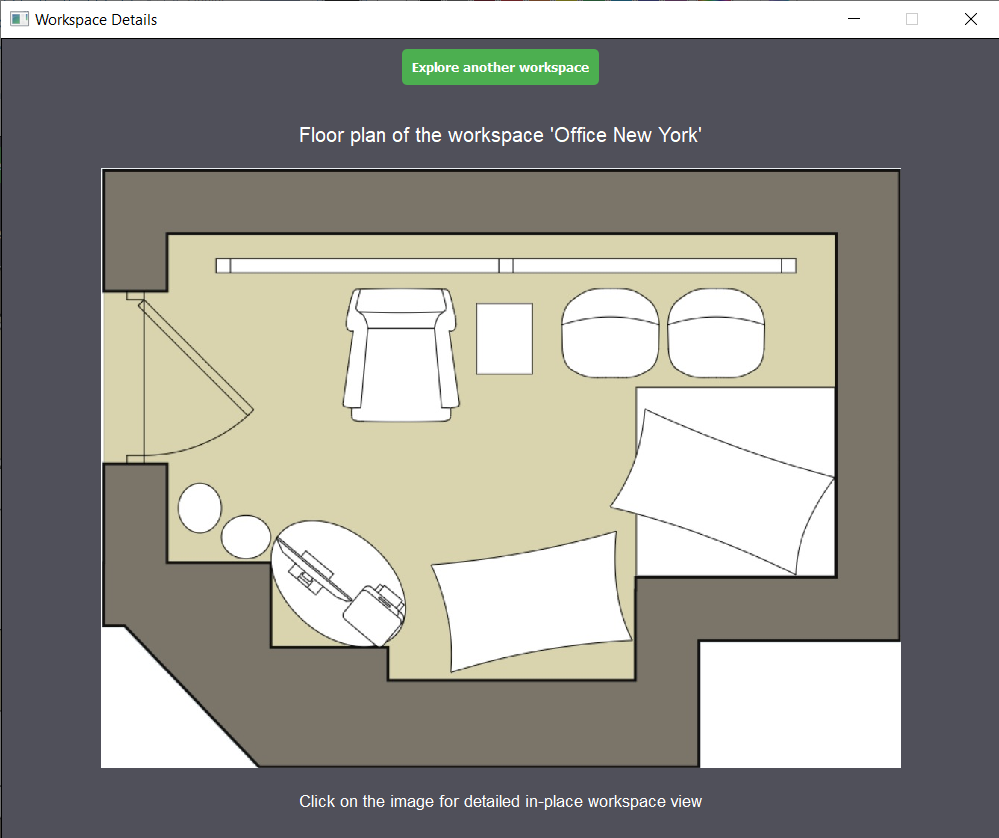 Workspace Details
Explore another workspace
Floor plan of the workspace 'Office New York'
Click on the image for detailed in-place workspace view